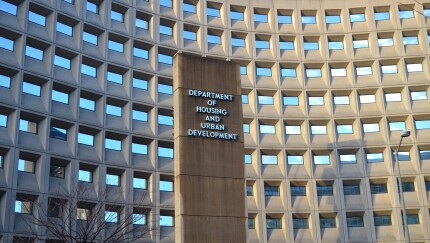 DEPARTMENT
OF
HOUSING
AND
URBAN
DEVELOPMENT